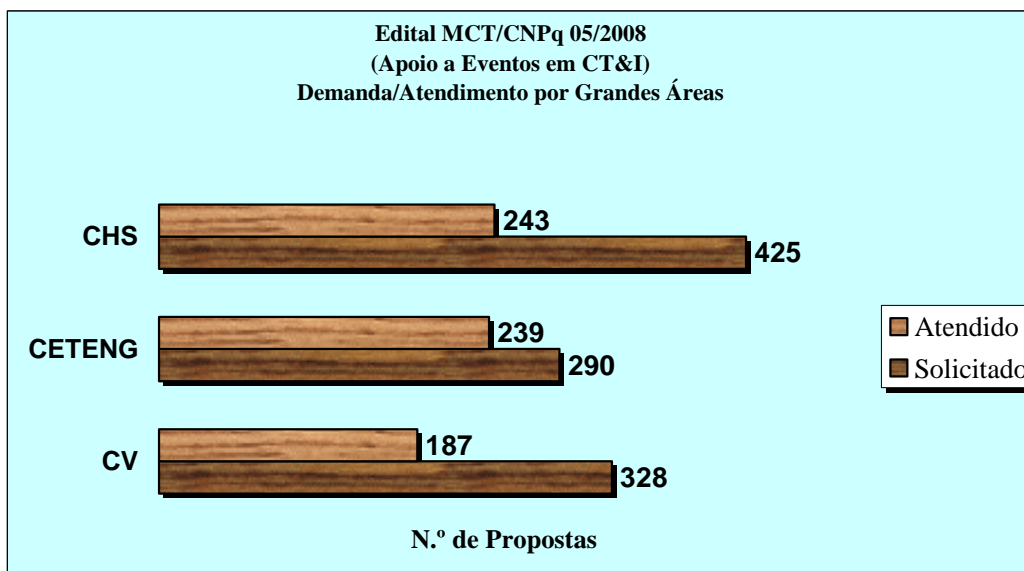 Edital MCT/CNPq 05/2008
(Apoio a Eventos em CT&I)
Demanda/Atendimento por Grandes Áreas
CHS
243
425
CETENG
239
290
CV
187
328
Atendido
Solicitado
N.º de Propostas